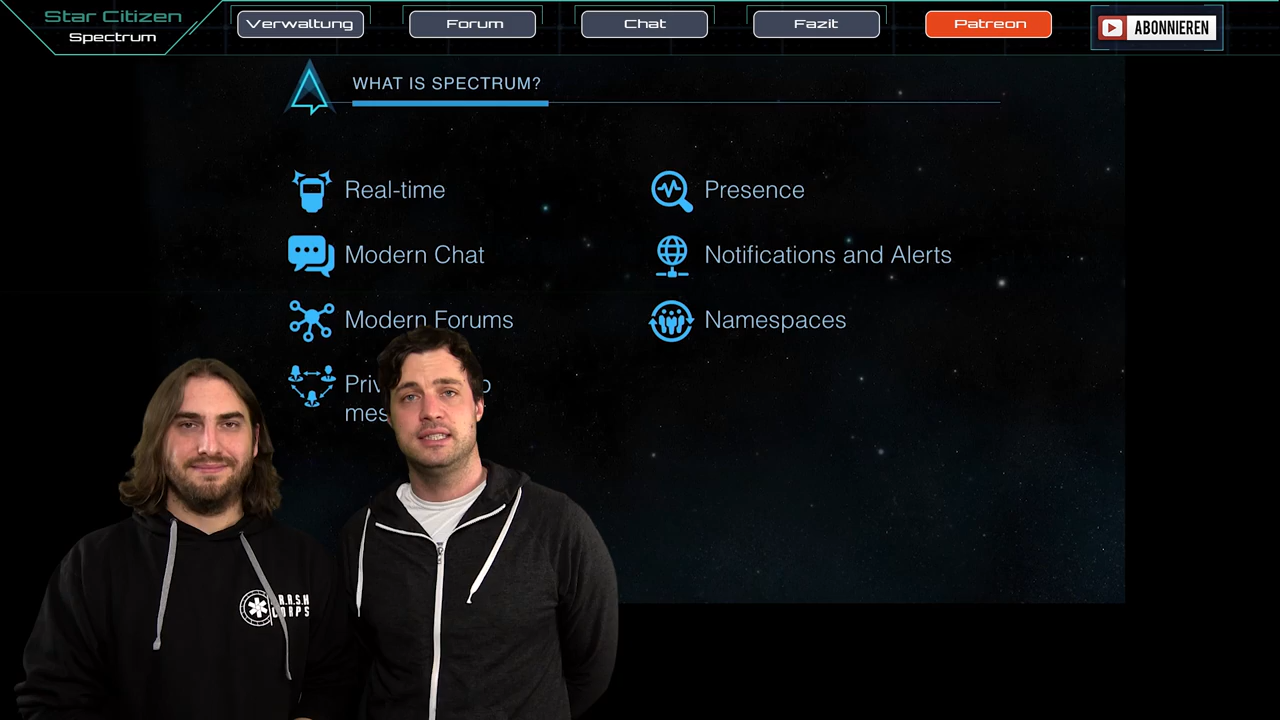 Star Citizen
Spectrum
Verwaltung
Forum
Chat
Fazit
Patreon
ABONNIEREN
WHAT IS SPECTRUM?
Real-time
Presence
Modern Chat
Notifications and Alerts
Modern Forums
Namespaces